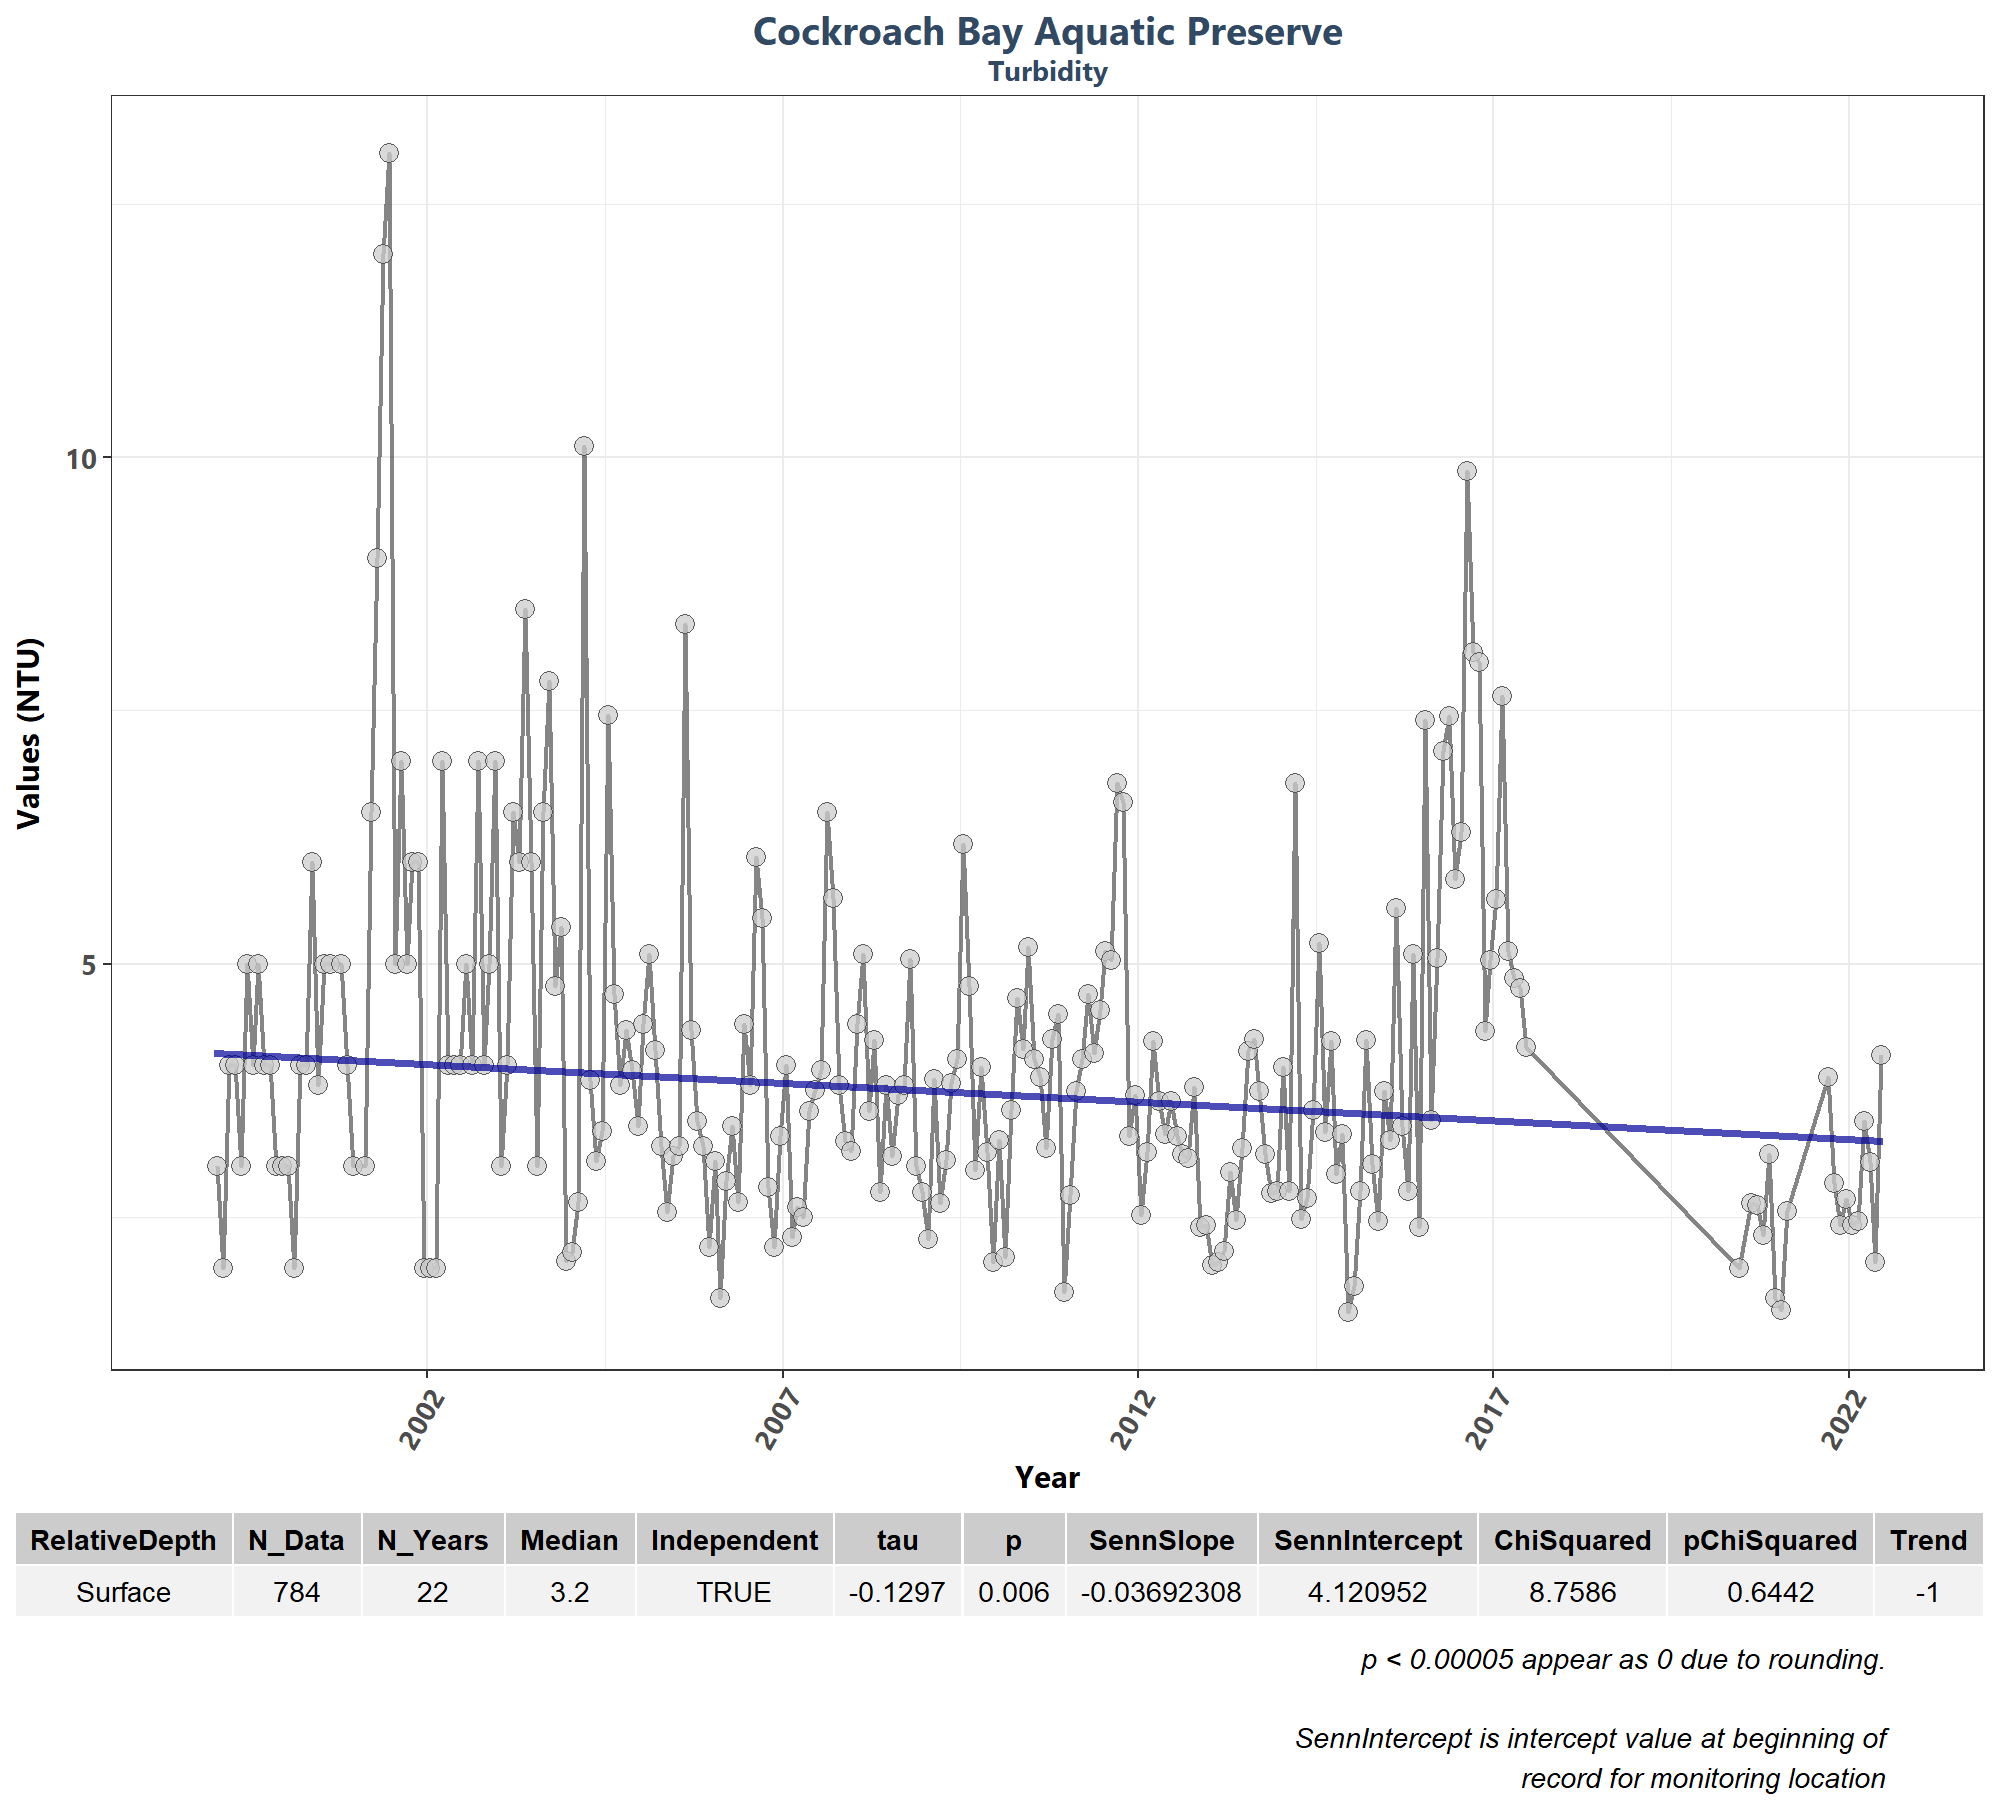 Cockroach Bay Aquatic Preserve
Turbidity
Values (NTU)
10
5
2002 2007 2012 2017 2022
Year
RelativeDepth N_Data N_Years Median Independent tau p SennSlope SennIntercept ChiSquared pChiSquared Trend
Surface 784 22 3.2 TRUE -0.1297 0.006 -0.03692308 4.120952 8.7586 0.6442 -1
p < 0.00005 appear as 0 due to rounding.
SennIntercept is intercept value at beginning of
record for monitoring location